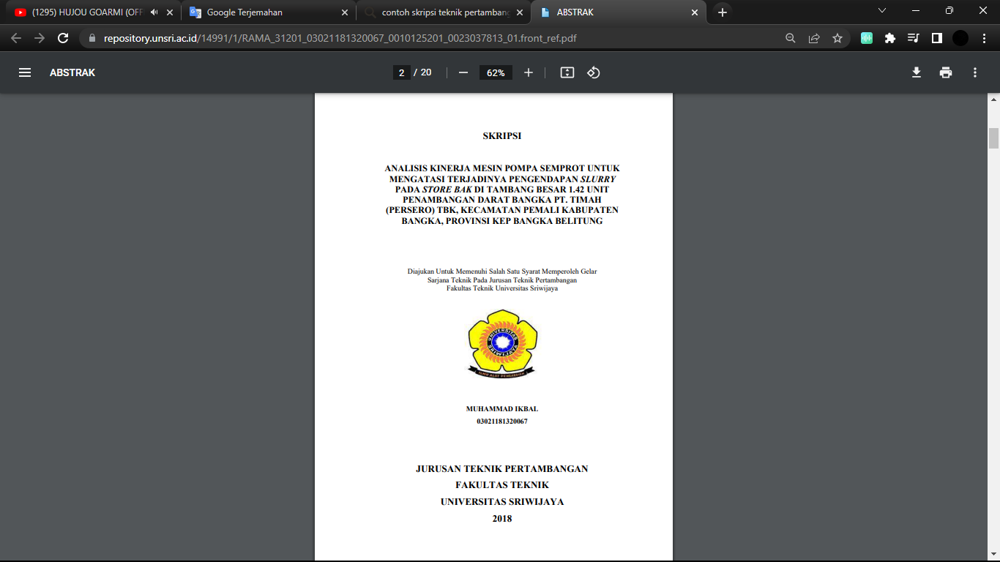 (1295) HUJOU GOARMI (OFF
Google Terjemahan
contoh skripsi teknik pertambang
ABSTRAK
repository.unsri.ac.id/14991/1/RAMA_31201_03021181320067_0010125201_0023037813_01.front_ref.pdf
ABSTRAK
2 / 20
62%
SKRIPSI
ANALISIS KINERJA MESIN POMPA SEMPROT UNTUK
MENGATASI TERJADINYA PENGENDAPAN SLURRY
PADA STORE BAK DI TAMBANG BESAR 1.42 UNIT
PENAMBANGAN DARAT BANGKA PT. TIMAH
(PERSERO) TBK, KECAMATAN PEMALI KABUPATEN
BANGKA, PROVINSI KEP BANGKA BELITUNG
Diajukan Untuk Memenuhi Salah Satu Syarat Memperoleh Gelar
Sarjana Teknik Pada Jurusan Teknik Pertambangan
Fakultas Teknik Universitas Sriwijaya
UNIVERSITAS
SRIWIJAYA
MUHAMMAD IKBAL
03021181320067
JURUSAN TEKNIK PERTAMBANGAN
FAKULTAS TEKNIK
UNIVERSITAS SRIWIJAYA
2018